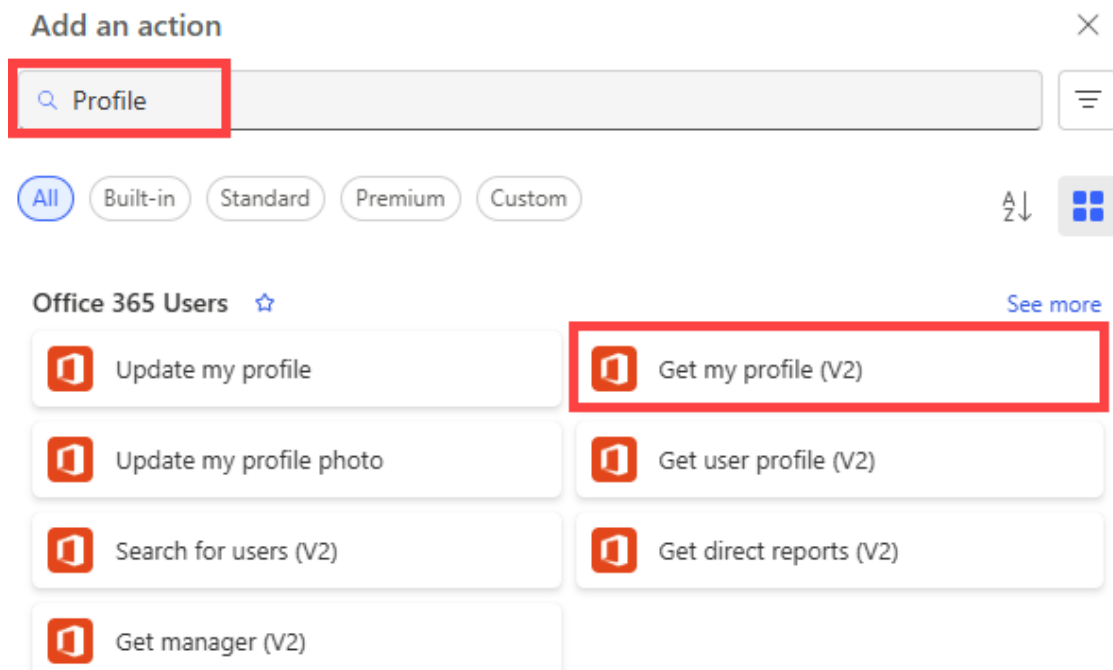 Add an action
Profile
All Built-in Standard Premium Custom
Office 365 Users See more
Update my profile Get my profile (V2)
Update my profile photo Get user profile (V2)
Search for users (V2) Get direct reports (V2)
Get manager (V2)